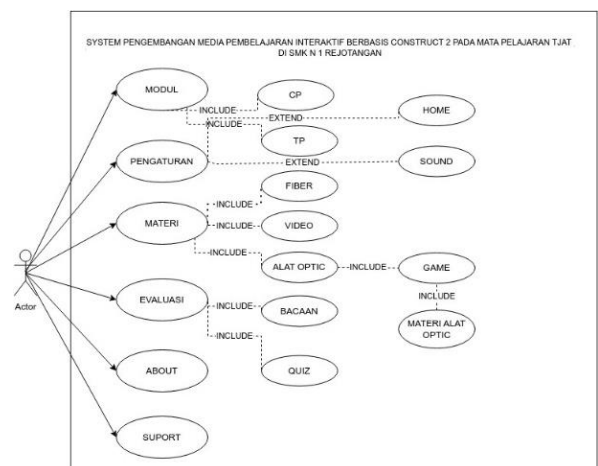 SYSTEM PENGEMBANGAN MEDIA PEMBELAJARAN INTERAKTIF BERBASIS CONSTRUCT 2 PADA MATA PELAJARAN TJAT
DI SMK N 1 REJOTANGAN
MODUL
CP
INCLUDE
HOME
EXTEND
INCLUDE
TP
PENGATURAN
EXTEND
SOUND
FIBER
INCLUDE
MATERI
INCLUDE
VIDEO
INCLUDE
ALAT OPTIC
INCLUDE
GAME
Actor
EVALUASI
INCLUDE
BACAAN
INCLUDE
MATERI ALAT
OPTIC
INCLUDE
ABOUT
QUIZ
SUPORT